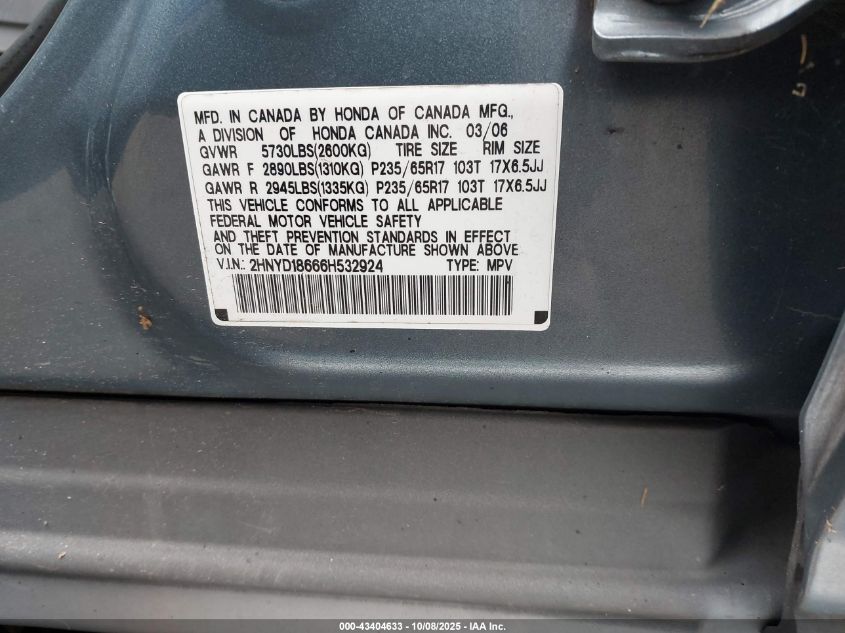 MFD. IN CANADA BY HONDA OF CANADA MFG.,
A DIVISION OF HONDA CANADA INC. 03/06
GVWR 5730LBS(2600KG) TIRE SIZE RIM SIZE
GAWR F 2890LBS(1310KG) P235/65R17 103T 17X6.5JJ
GAWR R 2945LBS(1335KG) P235/65R17 103T 17X6.5JJ
THIS VEHICLE CONFORMS TO ALL APPLICABLE
FEDERAL MOTOR VEHICLE SAFETY
AND THEFT PREVENTION STANDARDS IN EFFECT
ON THE DATE OF MANUFACTURE SHOWN ABOVE
V.I.N.: 2HNYD18666H532924 TYPE: MPV
000-43404633 - 10/08/2025 - IAA Inc.